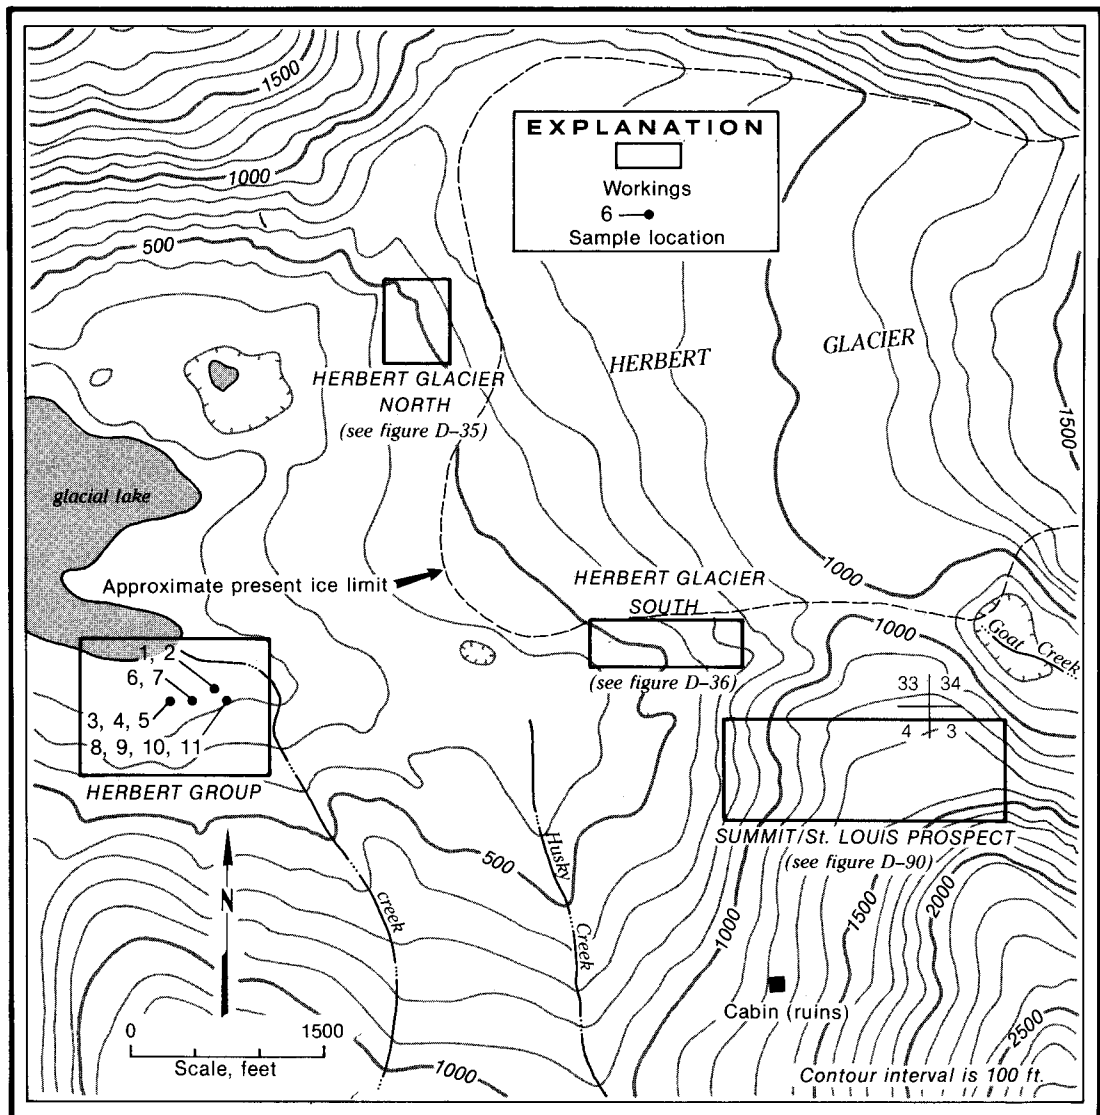 1500
EXPLANATION
Workings
6
Sample location
1000
500
HERBERT GLACIER
1500
HERBERT GLACIER
NORTH
(see figure D–35)
glacial lake
Approximate present ice limit
HERBERT GLACIER
SOUTH
(see figure D–36)
1000
1000
Goat Creek
33 34
4 3
1, 2
6, 7
3, 4, 5
8, 9, 10, 11
HERBERT GROUP
SUMMIT/St. LOUIS PROSPECT
(see figure D–90)
500
Husky
Creek
creek
N
1000
1500
2000
2500
Cabin (ruins)
0 1500
Scale, feet
1000
Contour interval is 100 ft.